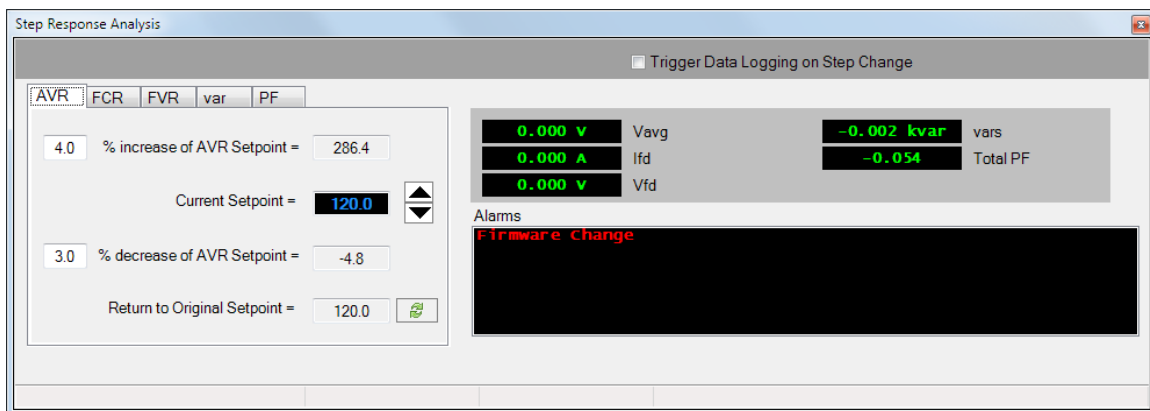 Step Response Analysis
Trigger Data Logging on Step Change
AVR FCR FVR var PF
4.0 % increase of AVR Setpoint = 286.4
Current Setpoint = 120.0
3.0 % decrease of AVR Setpoint = -4.8
Return to Original Setpoint = 120.0
0.000 V Vavg -0.002 kvar vars
0.000 A Ifd -0.054 Total PF
0.000 V Vfd
Alarms
Firmware Change